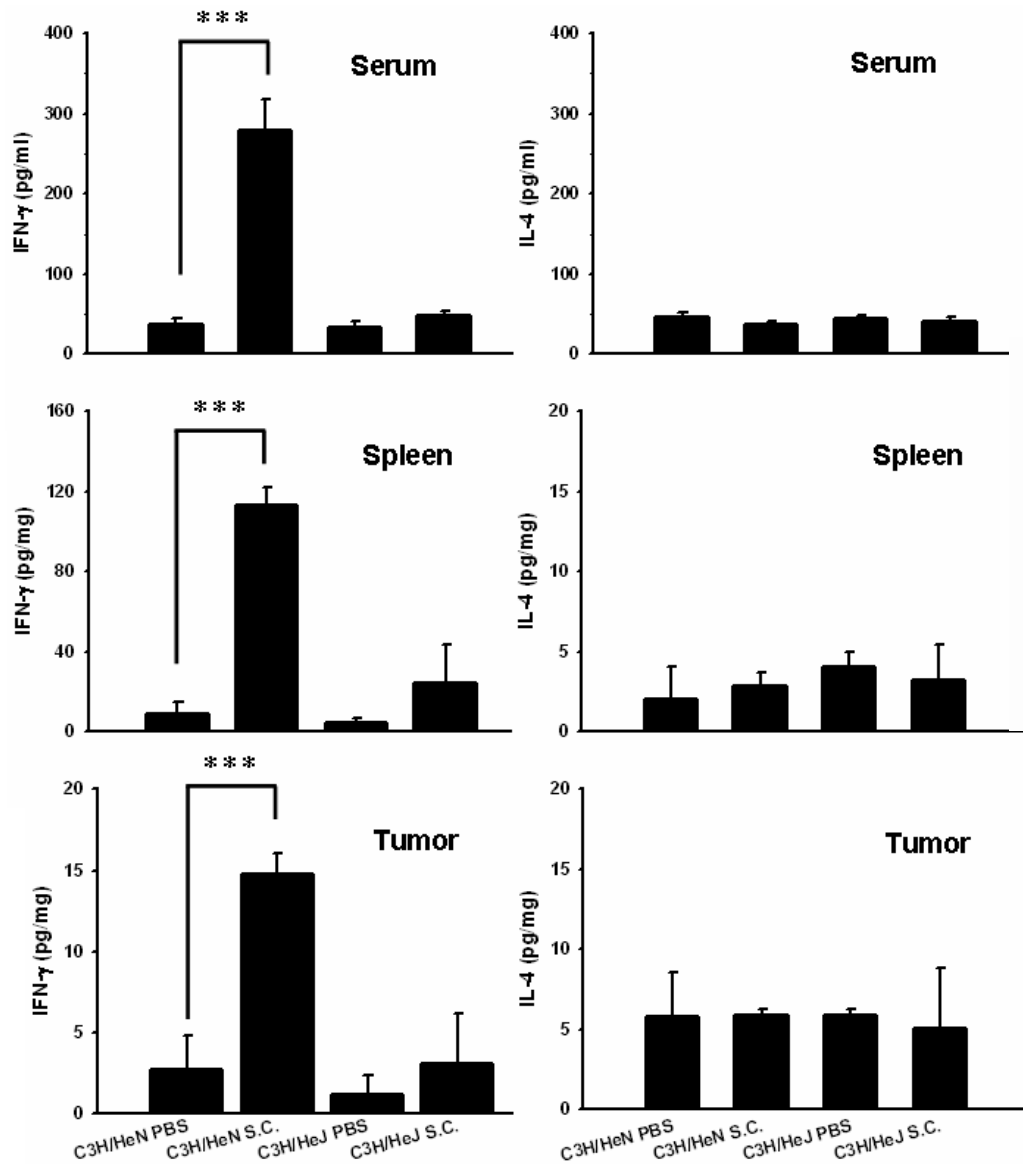 ***
400
300
200
100
0
IFN-γ (pg/ml)
Serum
400
300
200
100
0
IL-4 (pg/ml)
Serum
***
160
120
80
40
0
IFN-γ (pg/mg)
Spleen
20
15
10
5
0
IL-4 (pg/mg)
Spleen
***
20
15
10
5
0
IFN-γ (pg/mg)
Tumor
C3H/HeN PBS
C3H/HeN S.C.
C3H/HeJ PBS
C3H/HeJ S.C.
20
15
10
5
0
IL-4 (pg/mg)
Tumor
C3H/HeN PBS
C3H/HeN S.C.
C3H/HeJ PBS
C3H/HeJ S.C.